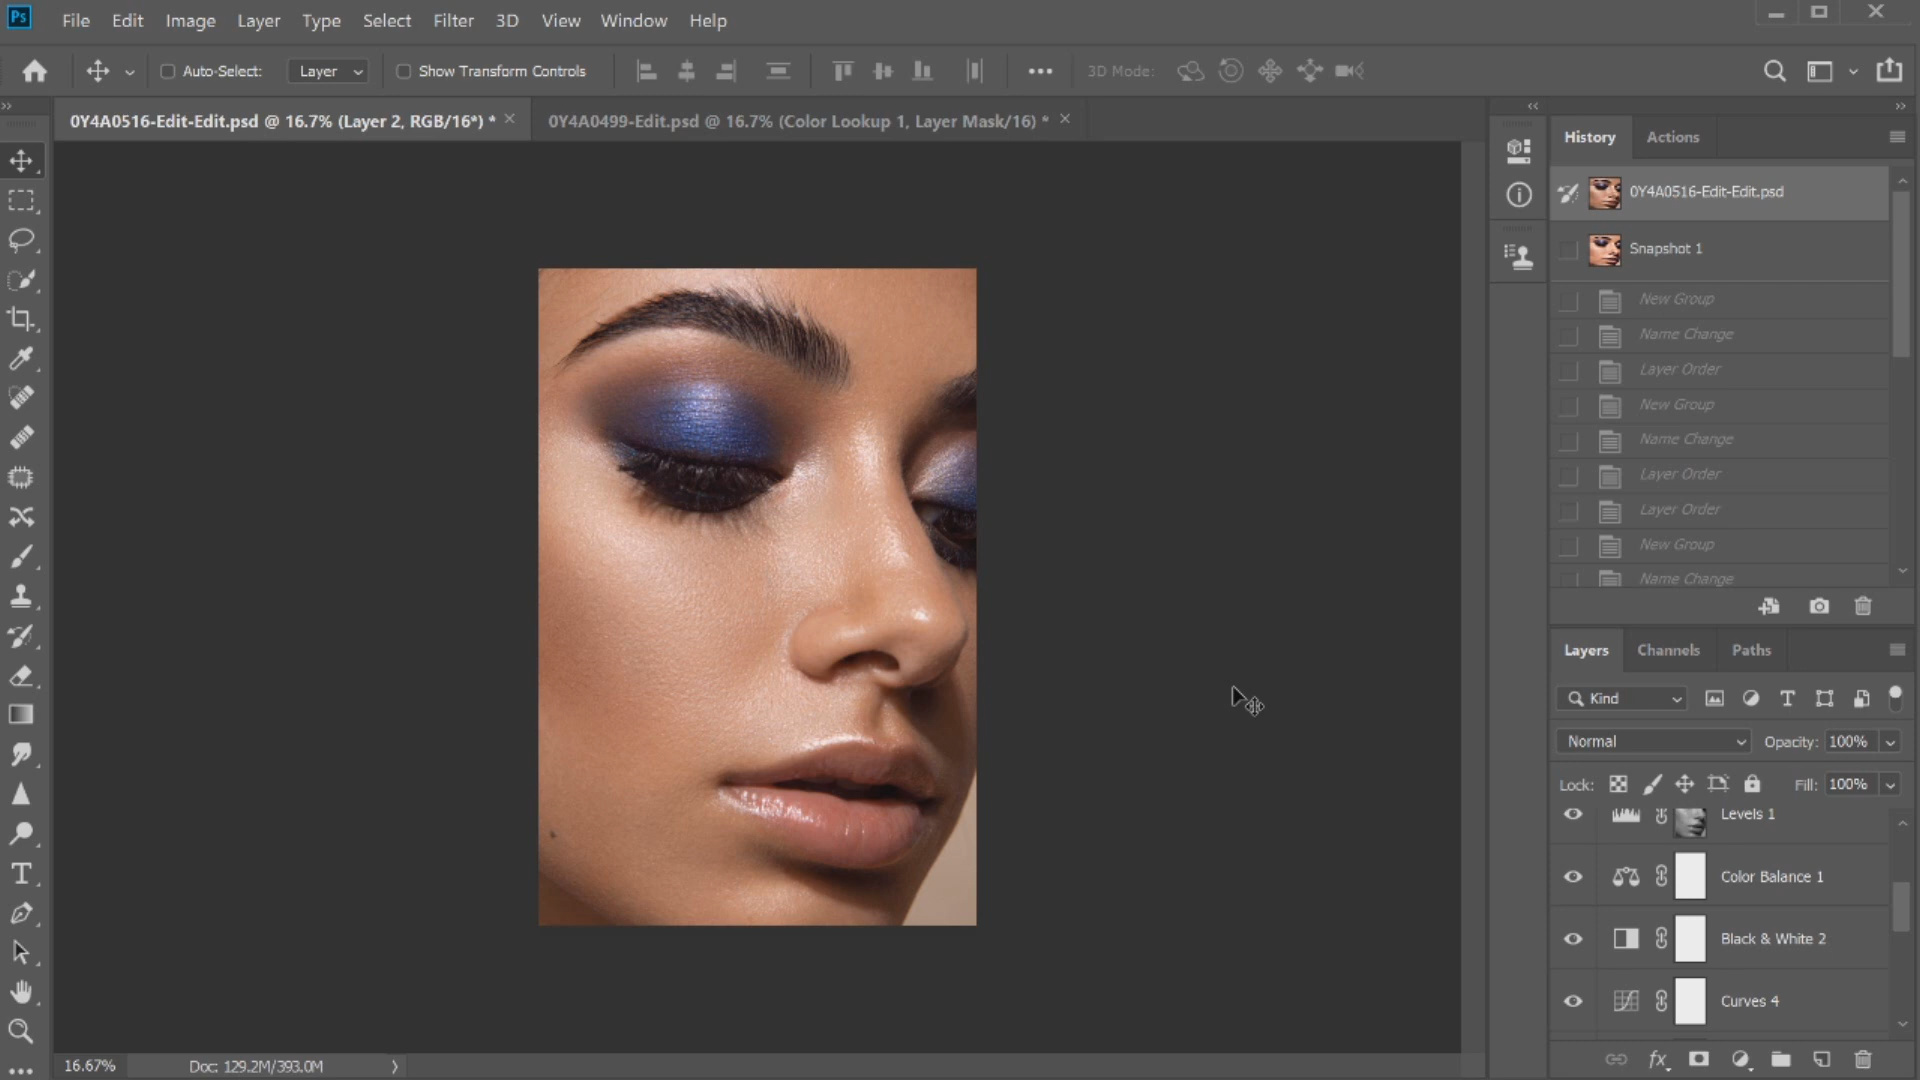 Ps File Edit Image Layer Type Select Filter 3D View Window Help
Auto-Select: Layer Show Transform Controls 3D Mode:
0Y4A0516-Edit-Edit.psd @ 16.7% (Layer 2, RGB/16*) * 0Y4A0499-Edit.psd @ 16.7% (Color Lookup 1, Layer Mask/16) *
History Actions
0Y4A0516-Edit-Edit.psd
Snapshot 1
New Group
Name Change
Layer Order
New Group
Name Change
Layer Order
Layer Order
New Group
Name Change
Layers Channels Paths
Kind
Normal Opacity: 100%
Lock: Fill: 100%
Levels 1
Color Balance 1
Black & White 2
Curves 4
fx
16.67% Doc: 129.2M/393.0M